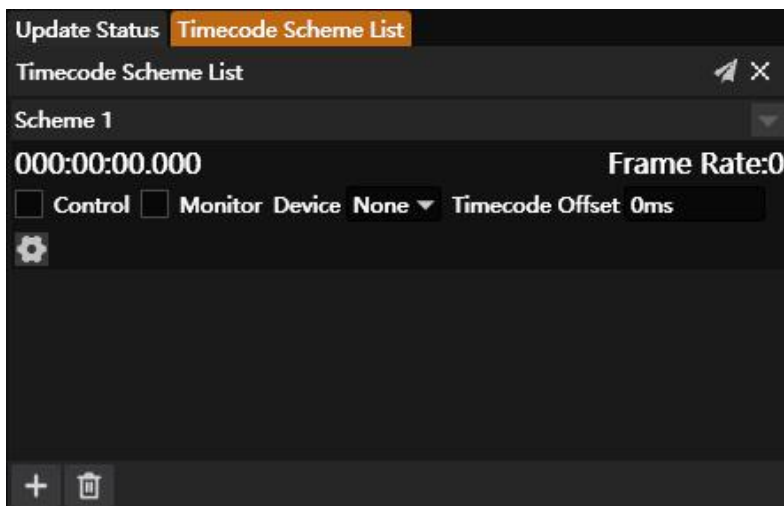 Update Status Timecode Scheme List
Timecode Scheme List
Scheme 1
000:00:00.000 Frame Rate:0
Control Monitor Device None Timecode Offset 0ms